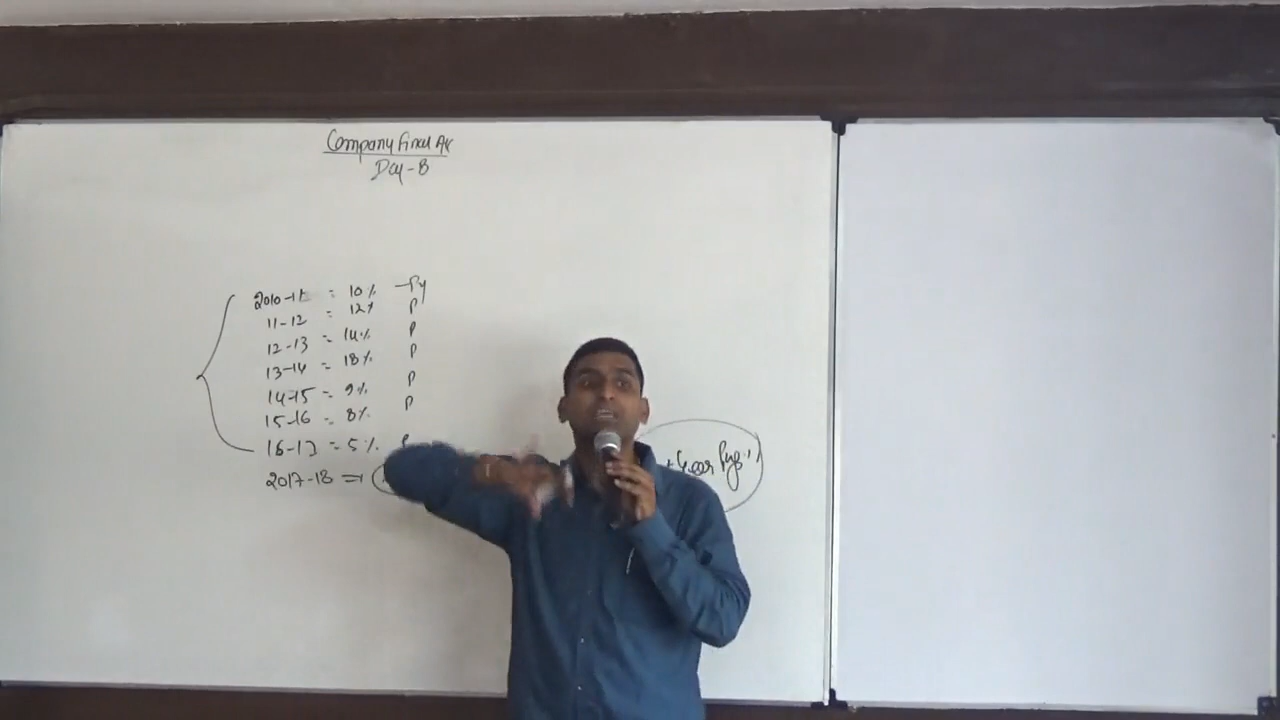 Company Final A/c
Day-8
2010-11 = 10% - Py
11-12 = 12% P
12-13 = 14% P
13-14 = 18% P
14-15 = 9% P
15-16 = 8% P
16-17 = 5%
2017-18 =